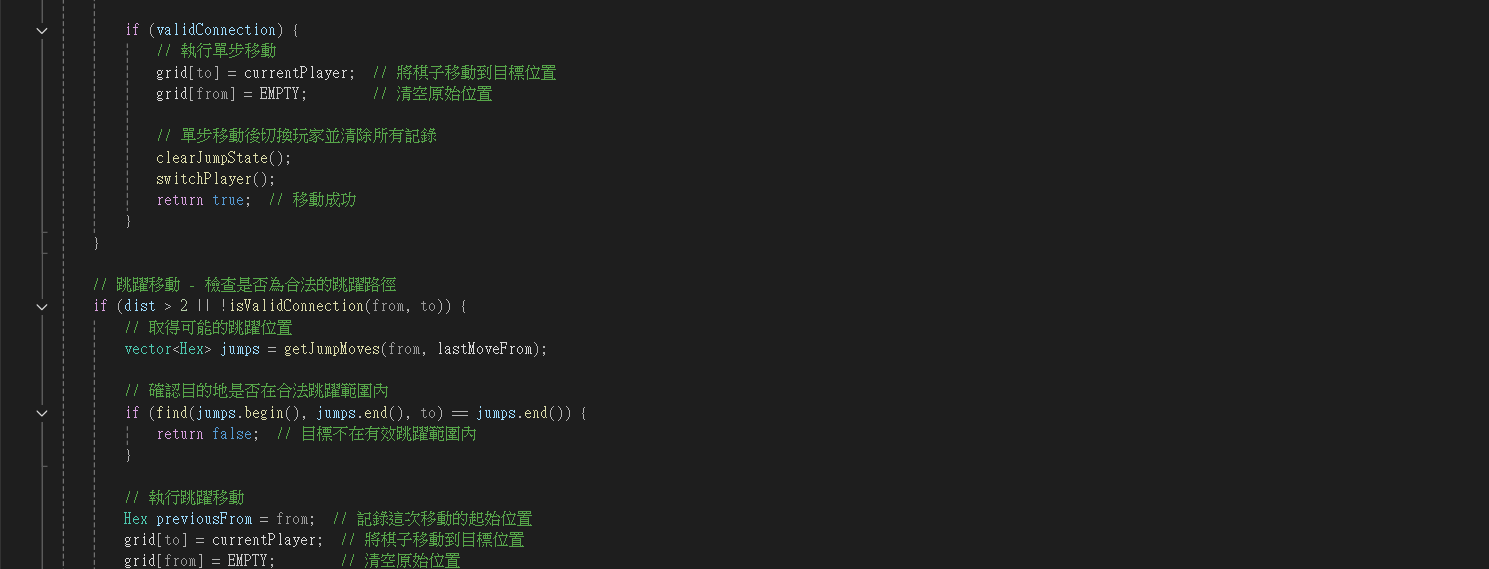 if (validConnection) {
// 執行單步移動
grid[to] = currentPlayer;  // 將棋子移動到目標位置
grid[from] = EMPTY;        // 清空原始位置
// 單步移動後切換玩家並清除所有記錄
clearJumpState();
switchPlayer();
return true;  // 移動成功
}
}
// 跳躍移動 - 檢查是否為合法的跳躍路徑
if (dist > 2 || !isValidConnection(from, to)) {
// 取得可能的跳躍位置
vector<Hex> jumps = getJumpMoves(from, lastMoveFrom);
// 確認目的地是否在合法跳躍範圍內
if (find(jumps.begin(), jumps.end(), to) == jumps.end()) {
return false;  // 目標不在有效跳躍範圍內
}
// 執行跳躍移動
Hex previousFrom = from;  // 記錄這次移動的起始位置
grid[to] = currentPlayer;  // 將棋子移動到目標位置
grid[from] = EMPTY;        // 清空原始位置